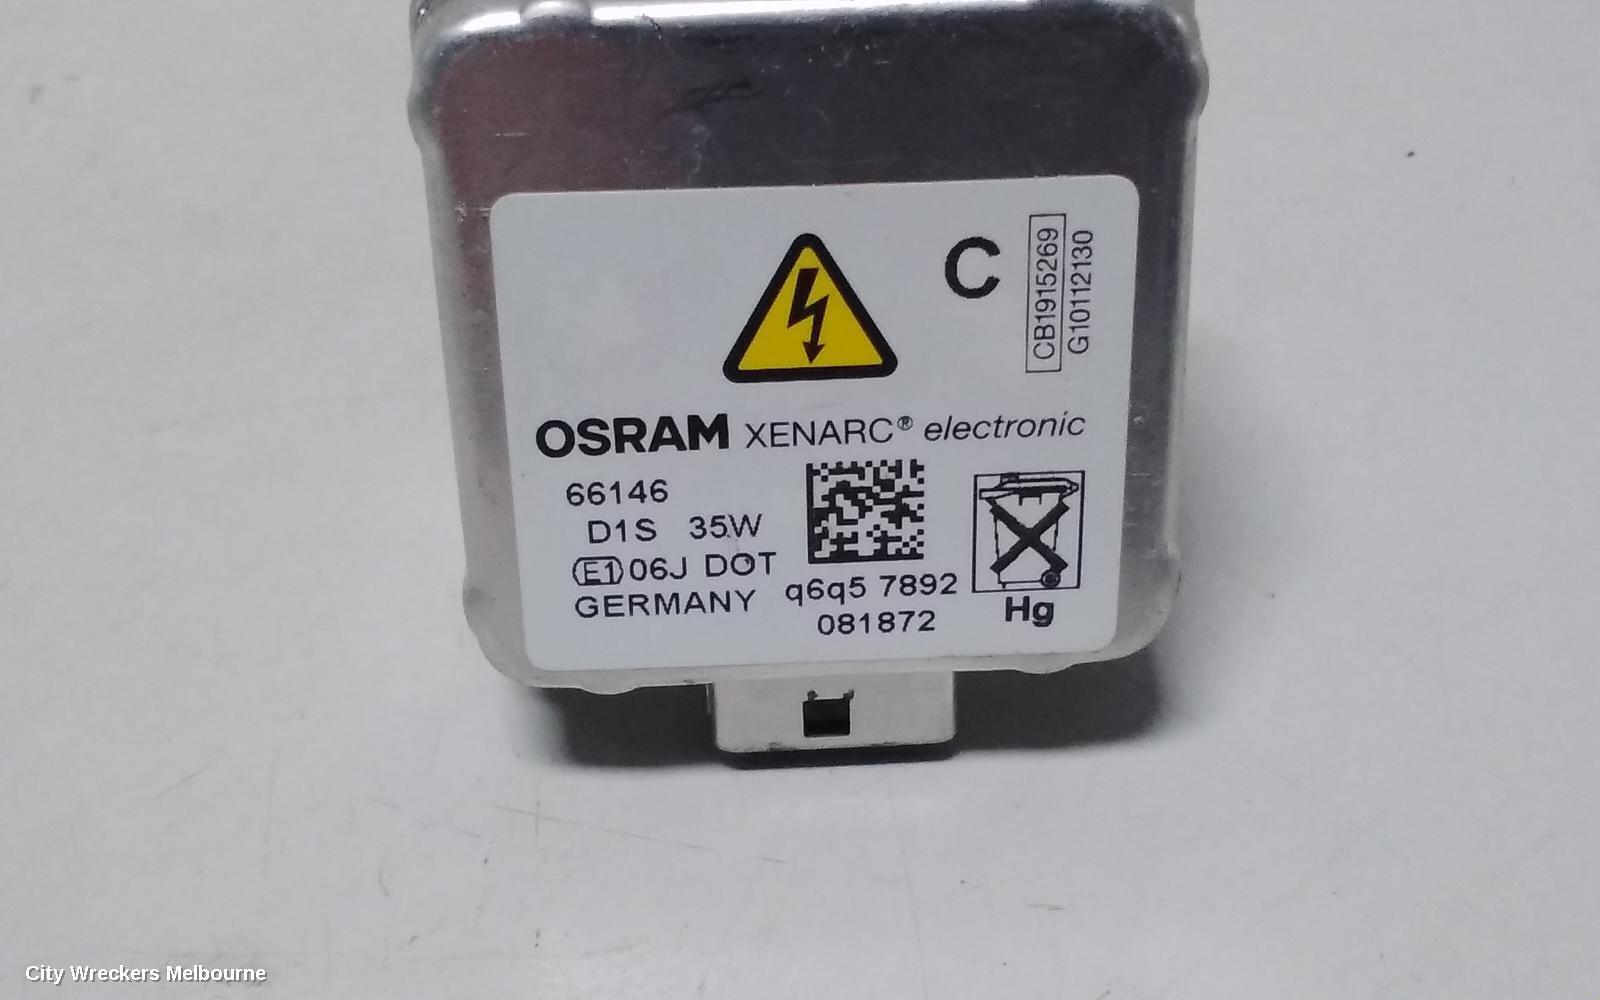 C
CB1915269
G10112130
OSRAM XENARC® electronic
66146
D1S 35W
E1 06J DOT
GERMANY
q6q5 7892
081872
Hg
City Wreckers Melbourne